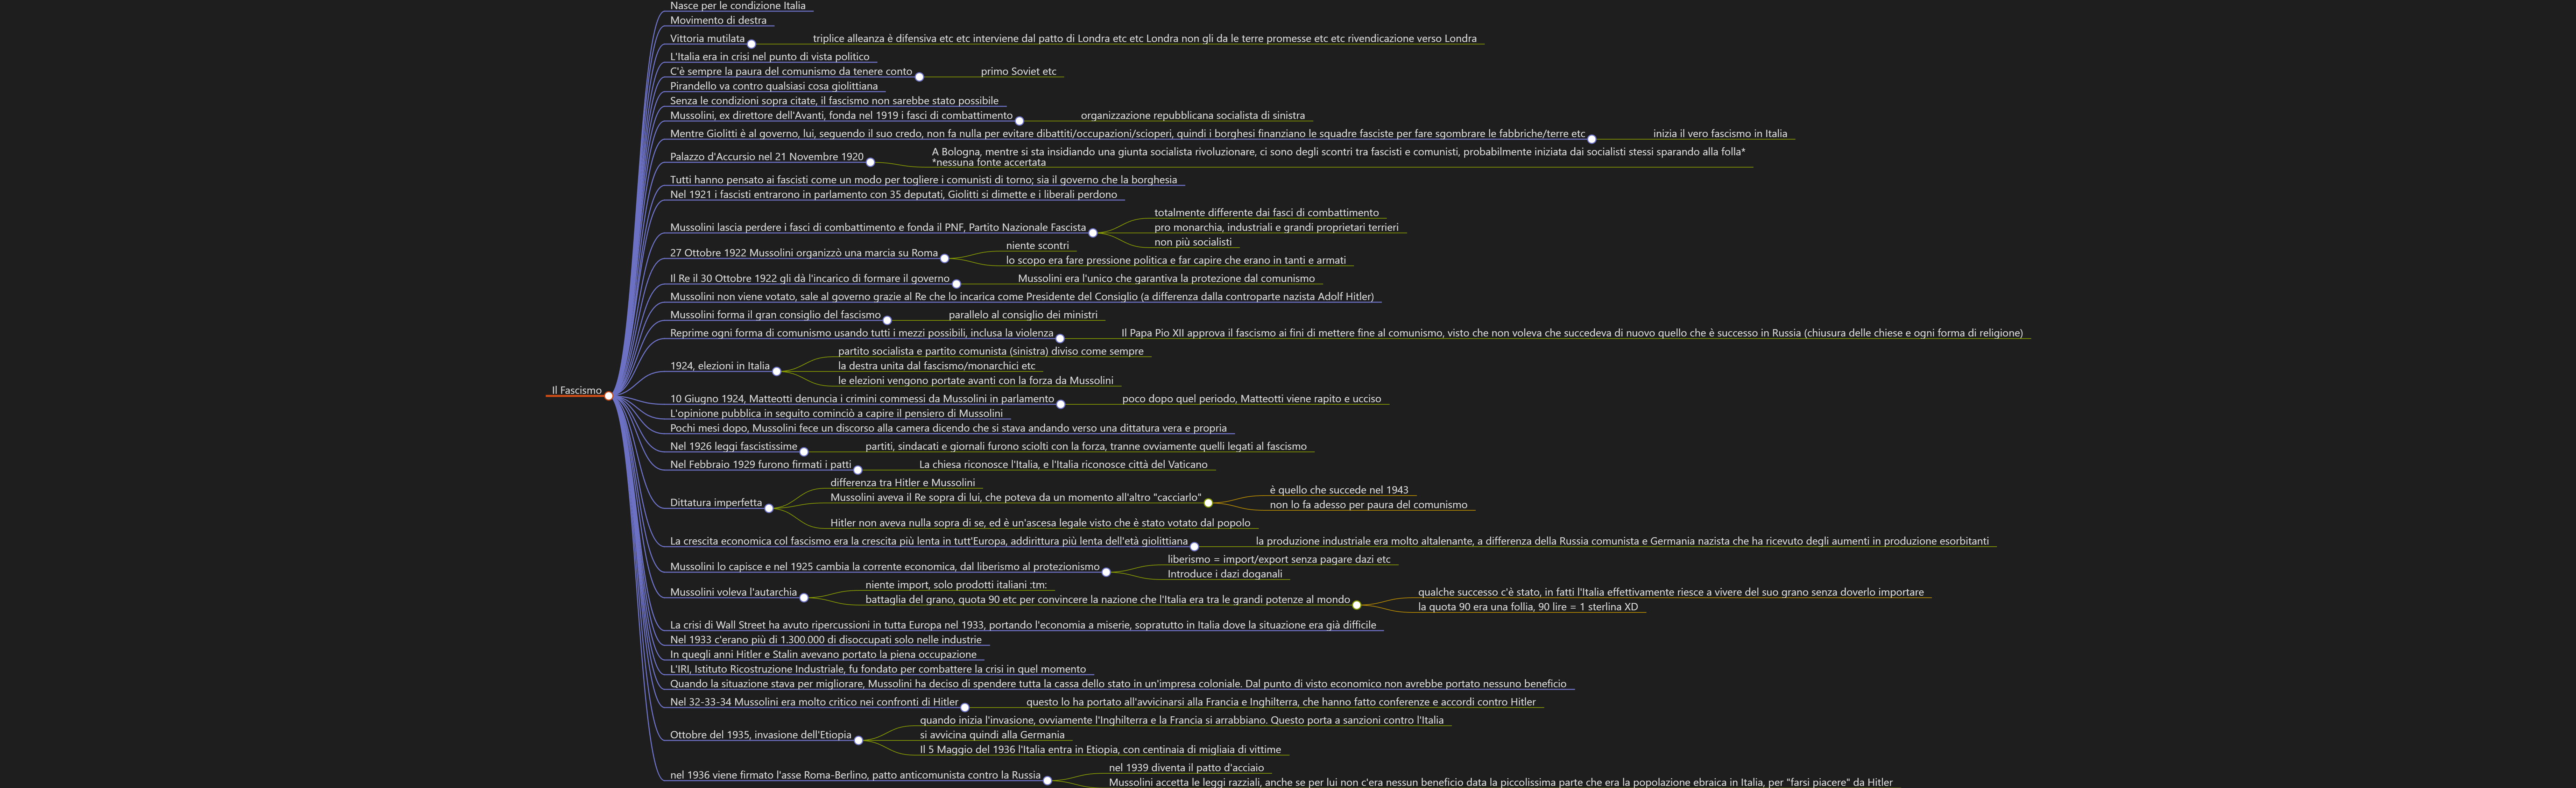 Nasce per le condizione Italia
Movimento di destra
Vittoria mutilata
triplice alleanza è difensiva etc etc interviene dal patto di Londra etc etc Londra non gli da le terre promesse etc etc rivendicazione verso Londra
L'Italia era in crisi nel punto di vista politico
C'è sempre la paura del comunismo da tenere conto
primo Soviet etc
Pirandello va contro qualsiasi cosa giolittiana
Senza le condizioni sopra citate, il fascismo non sarebbe stato possibile
Mussolini, ex direttore dell'Avanti, fonda nel 1919 i fasci di combattimento
organizzazione repubblicana socialista di sinistra
Mentre Giolitti è al governo, lui, seguendo il suo credo, non fa nulla per evitare dibattiti/occupazioni/scioperi, quindi i borghesi finanziano le squadre fasciste per fare sgombrare le fabbriche/terre etc
inizia il vero fascismo in Italia
Palazzo d'Accursio nel 21 Novembre 1920
A Bologna, mentre si sta insidiando una giunta socialista rivoluzionare, ci sono degli scontri tra fascisti e comunisti, probabilmente iniziata dai socialisti stessi sparando alla folla*
*nessuna fonte accertata
Tutti hanno pensato ai fascisti come un modo per togliere i comunisti di torno; sia il governo che la borghesia
Nel 1921 i fascisti entrarono in parlamento con 35 deputati, Giolitti si dimette e i liberali perdono
Mussolini lascia perdere i fasci di combattimento e fonda il PNF, Partito Nazionale Fascista
totalmente differente dai fasci di combattimento
pro monarchia, industriali e grandi proprietari terrieri
non più socialisti
27 Ottobre 1922 Mussolini organizzò una marcia su Roma
niente scontri
lo scopo era fare pressione politica e far capire che erano in tanti e armati
Il Re il 30 Ottobre 1922 gli dà l'incarico di formare il governo
Mussolini era l'unico che garantiva la protezione dal comunismo
Mussolini non viene votato, sale al governo grazie al Re che lo incarica come Presidente del Consiglio (a differenza dalla controparte nazista Adolf Hitler)
Mussolini forma il gran consiglio del fascismo
parallelo al consiglio dei ministri
Reprime ogni forma di comunismo usando tutti i mezzi possibili, inclusa la violenza
Il Papa Pio XII approva il fascismo ai fini di mettere fine al comunismo, visto che non voleva che succedeva di nuovo quello che è successo in Russia (chiusura delle chiese e ogni forma di religione)
1924, elezioni in Italia
partito socialista e partito comunista (sinistra) diviso come sempre
la destra unita dal fascismo/monarchici etc
le elezioni vengono portate avanti con la forza da Mussolini
Il Fascismo
10 Giugno 1924, Matteotti denuncia i crimini commessi da Mussolini in parlamento
poco dopo quel periodo, Matteotti viene rapito e ucciso
L'opinione pubblica in seguito cominciò a capire il pensiero di Mussolini
Pochi mesi dopo, Mussolini fece un discorso alla camera dicendo che si stava andando verso una dittatura vera e propria
Nel 1926 leggi fascistissime
partiti, sindacati e giornali furono sciolti con la forza, tranne ovviamente quelli legati al fascismo
Nel Febbraio 1929 furono firmati i patti
La chiesa riconosce l'Italia, e l'Italia riconosce città del Vaticano
Dittatura imperfetta
differenza tra Hitler e Mussolini
Mussolini aveva il Re sopra di lui, che poteva da un momento all'altro "cacciarlo"
è quello che succede nel 1943
non lo fa adesso per paura del comunismo
Hitler non aveva nulla sopra di se, ed è un'ascesa legale visto che è stato votato dal popolo
La crescita economica col fascismo era la crescita più lenta in tutt'Europa, addirittura più lenta dell'età giolittiana
la produzione industriale era molto altalenante, a differenza della Russia comunista e Germania nazista che ha ricevuto degli aumenti in produzione esorbitanti
Mussolini lo capisce e nel 1925 cambia la corrente economica, dal liberismo al protezionismo
liberismo = import/export senza pagare dazi etc
Introduce i dazi doganali
Mussolini voleva l'autarchia
niente import, solo prodotti italiani :tm:
battaglia del grano, quota 90 etc per convincere la nazione che l'Italia era tra le grandi potenze al mondo
qualche successo c'è stato, in fatti l'Italia effettivamente riesce a vivere del suo grano senza doverlo importare
la quota 90 era una follia, 90 lire = 1 sterlina XD
La crisi di Wall Street ha avuto ripercussioni in tutta Europa nel 1933, portando l'economia a miserie, sopratutto in Italia dove la situazione era già difficile
Nel 1933 c'erano più di 1.300.000 di disoccupati solo nelle industrie
In quegli anni Hitler e Stalin avevano portato la piena occupazione
L'IRI, Istituto Ricostruzione Industriale, fu fondato per combattere la crisi in quel momento
Quando la situazione stava per migliorare, Mussolini ha deciso di spendere tutta la cassa dello stato in un'impresa coloniale. Dal punto di visto economico non avrebbe portato nessuno beneficio
Nel 32-33-34 Mussolini era molto critico nei confronti di Hitler
questo lo ha portato all'avvicinarsi alla Francia e Inghilterra, che hanno fatto conferenze e accordi contro Hitler
Ottobre del 1935, invasione dell'Etiopia
quando inizia l'invasione, ovviamente l'Inghilterra e la Francia si arrabbiano. Questo porta a sanzioni contro l'Italia
si avvicina quindi alla Germania
Il 5 Maggio del 1936 l'Italia entra in Etiopia, con centinaia di migliaia di vittime
nel 1936 viene firmato l'asse Roma-Berlino, patto anticomunista contro la Russia
nel 1939 diventa il patto d'acciaio
Mussolini accetta le leggi razziali, anche se per lui non c'era nessun beneficio data la piccolissima parte che era la popolazione ebraica in Italia, per "farsi piacere" da Hitler